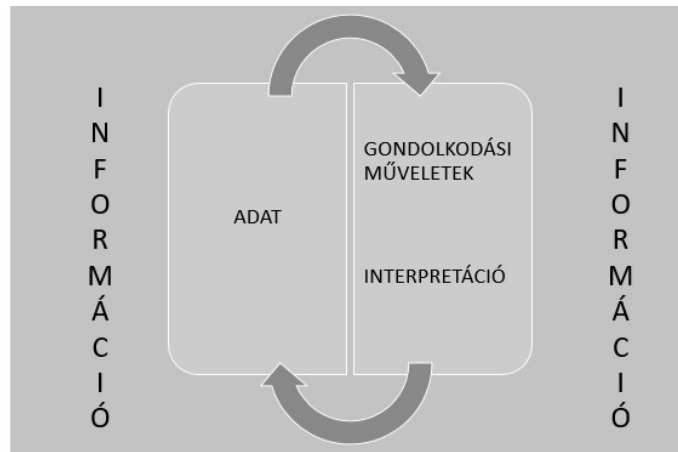 I
N
F
O
R
M
Á
C
I
Ó
ADAT
GONDOLKODÁSI
MŰVELETEK
INTERPRETÁCIÓ
I
N
F
O
R
M
Á
C
I
Ó